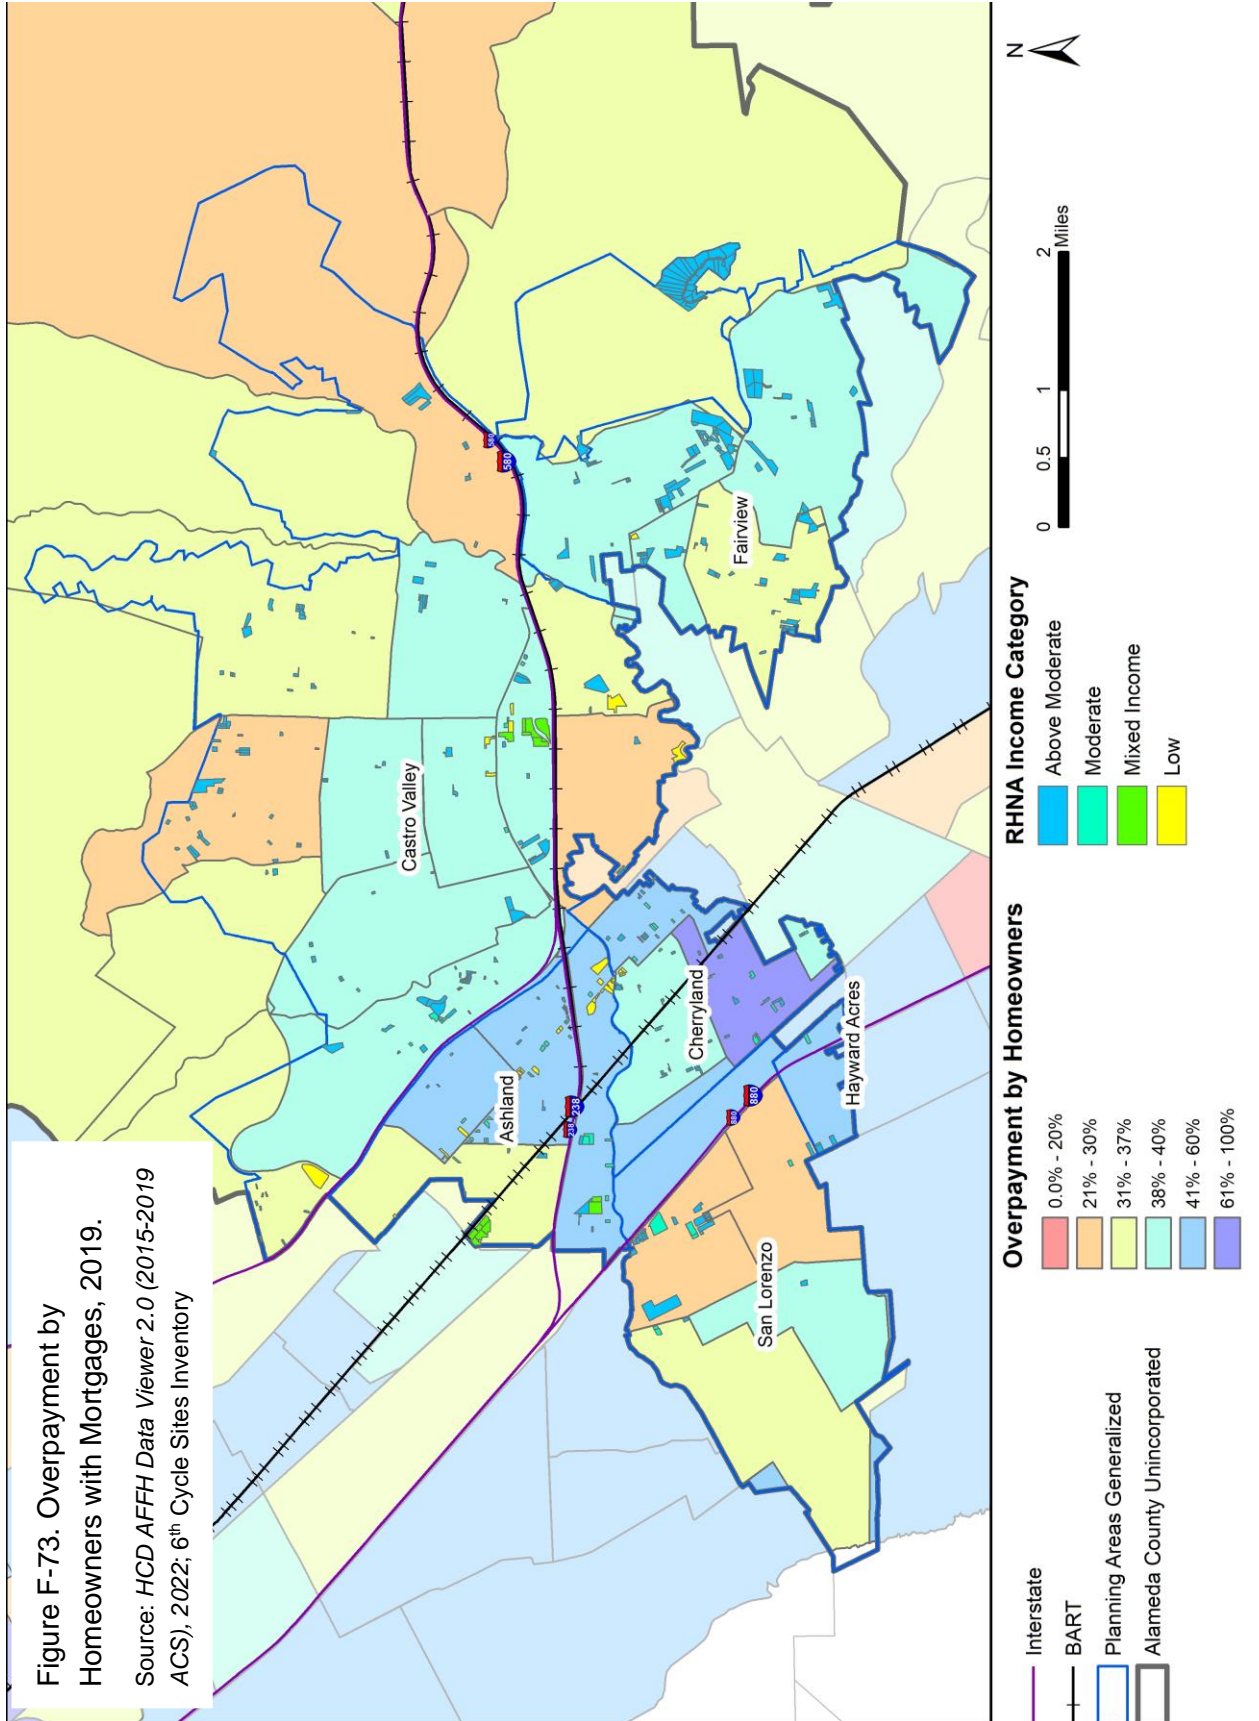 Figure F-73. Overpayment by
Homeowners with Mortgages, 2019.
Source: HCD AFFH Data Viewer 2.0 (2015-2019
ACS), 2022; 6th Cycle Sites Inventory
Castro Valley
Ashland
Cherryland
Fairview
Hayward Acres
San Lorenzo
580
580
238
238
880
880
Interstate
BART
Planning Areas Generalized
Alameda County Unincorporated
Overpayment by Homeowners
0.0% - 20%
21% - 30%
31% - 37%
38% - 40%
41% - 60%
61% - 100%
RHNA Income Category
Above Moderate
Moderate
Mixed Income
Low
0 0.5 1 2
Miles
N